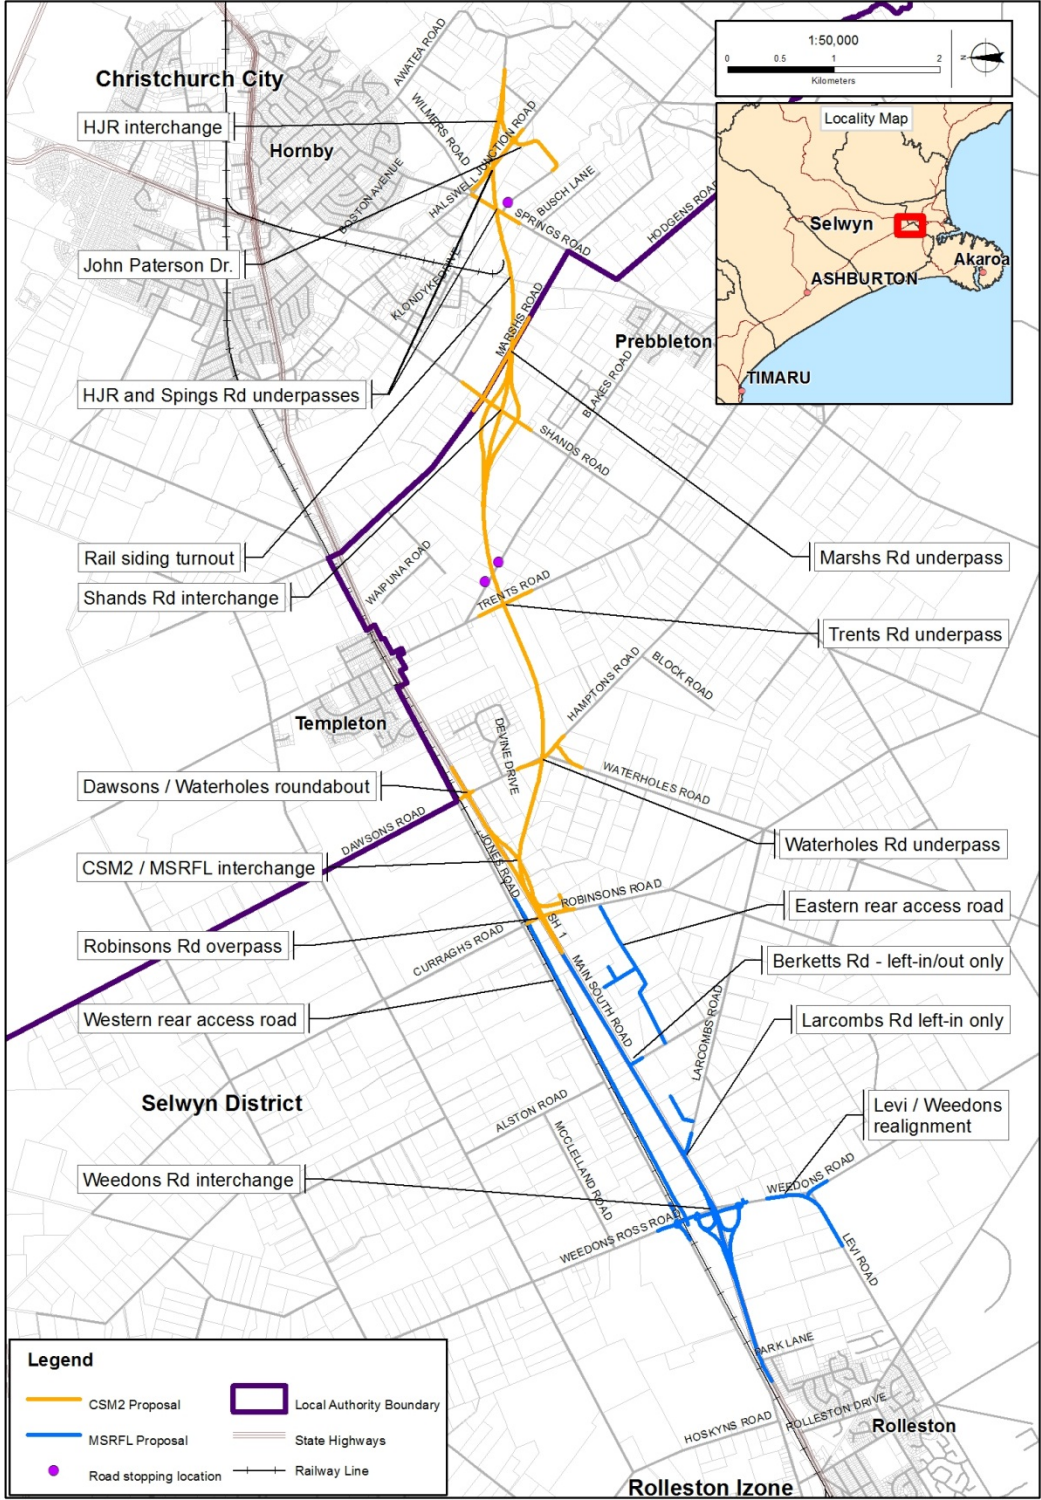 1:50,000
0 0.5 1 2
Kilometers
N
Locality Map
Selwyn
Akaroa
ASHBURTON
TIMARU
Christchurch City
HJR interchange
Hornby
AWATEA ROAD
WILMERS ROAD
HALSWELL JUNCTION ROAD
BOSTON AVENUE
BUSCH LANE
SPRINGS ROAD
HODGENS ROAD
John Paterson Dr.
KLONDYKE DRIVE
MARSHS ROAD
Prebbleton
HJR and Spings Rd underpasses
BLAKES ROAD
SHANDS ROAD
Rail siding turnout
Marshs Rd underpass
WAIPUNA ROAD
Shands Rd interchange
TRENTS ROAD
Trents Rd underpass
HAMPTONS ROAD
BLOCK ROAD
Templeton
DEVINE DRIVE
WATERHOLES ROAD
Dawsons / Waterholes roundabout
DAWSONS ROAD
JONES ROAD
Waterholes Rd underpass
CSM2 / MSRFL interchange
ROBINSONS ROAD
Eastern rear access road
SH 1
Robinsons Rd overpass
CURRAGHS ROAD
MAIN SOUTH ROAD
Berketts Rd - left-in/out only
Western rear access road
LARCOMBS ROAD
Larcombs Rd left-in only
Selwyn District
ALSTON ROAD
MCCLELLAND ROAD
Levi / Weedons
realignment
Weedons Rd interchange
WEEDONS ROAD
WEEDONS ROSS ROAD
LEVI ROAD
PARK LANE
HOSKYNS ROAD
ROLLESTON DRIVE
Rolleston
Rolleston Izone
Legend
CSM2 Proposal
Local Authority Boundary
MSRFL Proposal
State Highways
Road stopping location
Railway Line